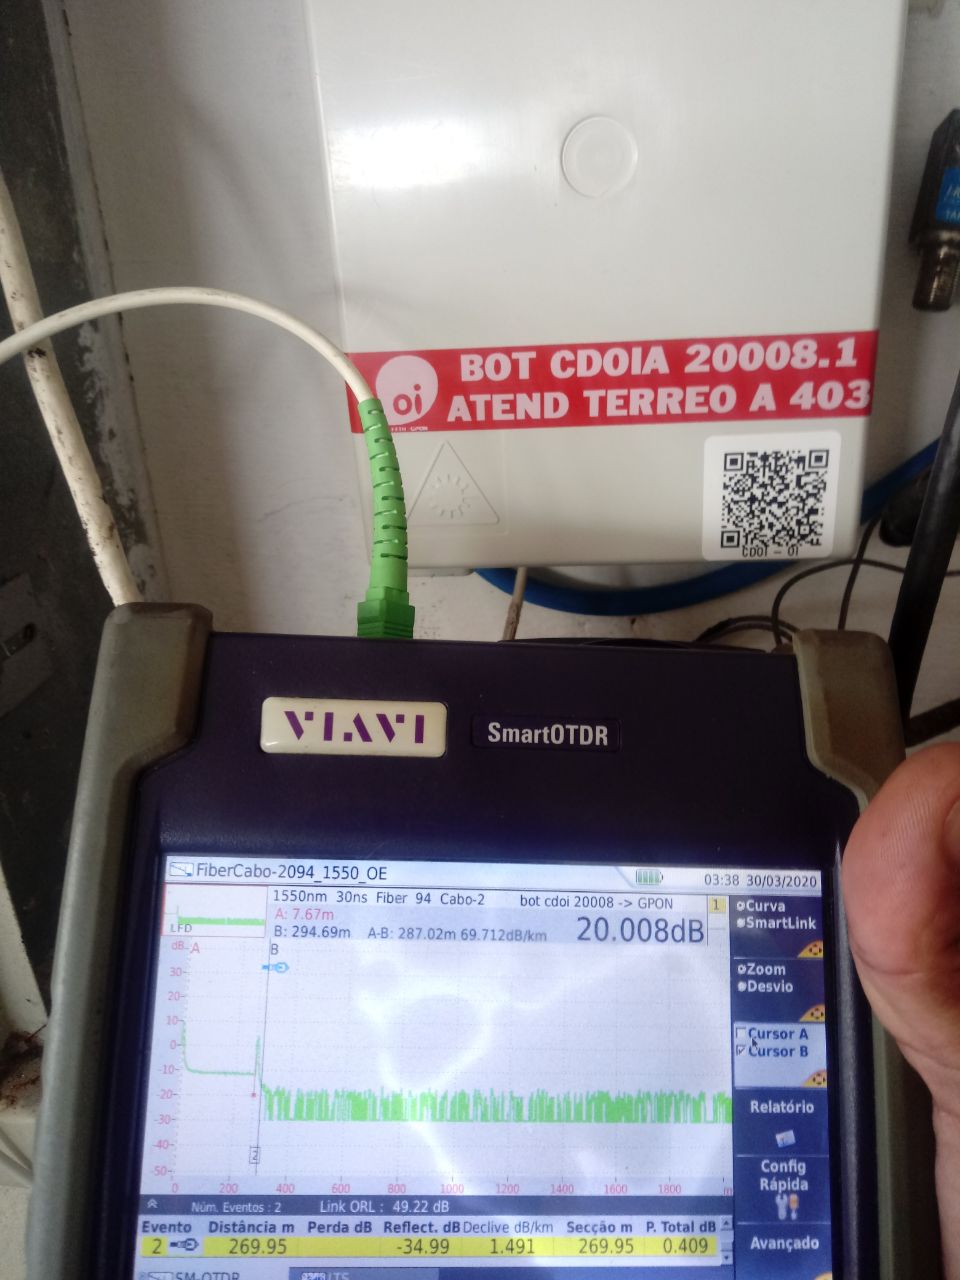 BOT CDOIA 20008.1
oi
ATEND TERREO A 403
CDOI - 01
VIAVI
SmartOTDR
FiberCabo-2094_1550_OE
03:38 30/03/2020
1550nm 30ns Fiber 94 Cabo-2 bot cdoi 20008 -> GPON
1
A: 7.67m
B: 294.69m A-B: 287.02m 69.712dB/km
20.008dB
LFD
Curva
SmartLink
dB
A
B
30
20
10
0
-10
-20
-30
-40
-50
2
0 200 400 600 800 1000 1200 1400 1600 1800 m
Zoom
Desvio
Cursor A
Cursor B
Relatório
Config
Rápida
Avançado
Núm. Eventos : 2 Link ORL : 49.22 dB
Evento Distância m Perda dB Reflect. dB Declive dB/km Secção m P. Total dB
2 269.95 -34.99 1.491 269.95 0.409
SM-OTDR